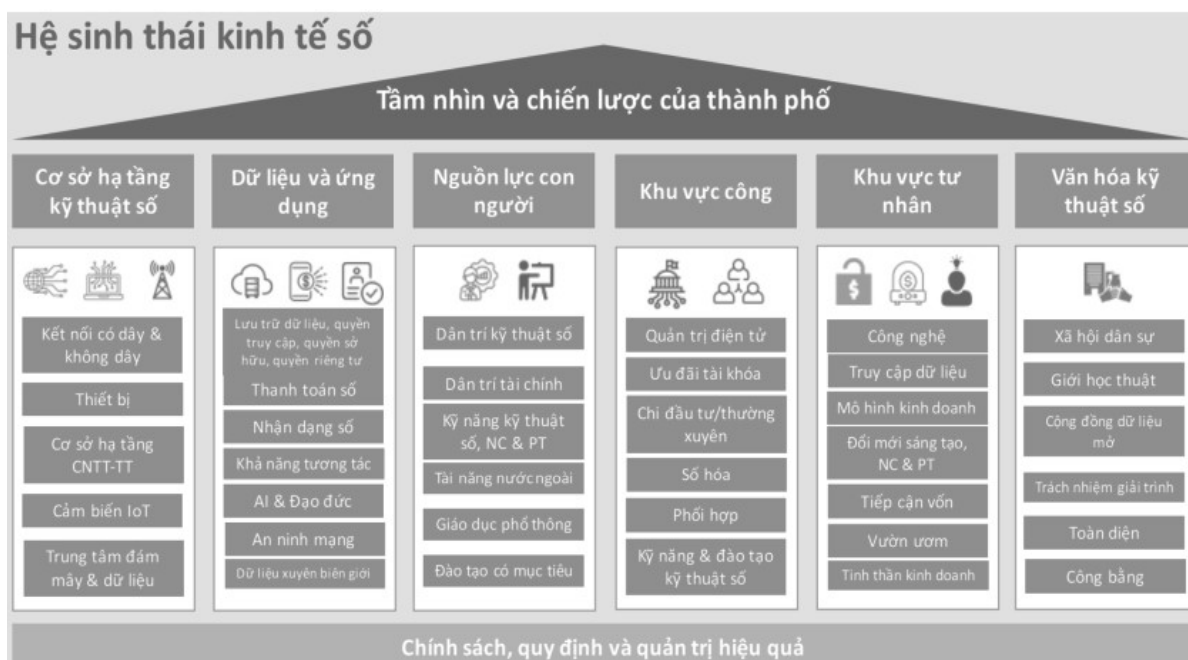 Hệ sinh thái kinh tế số
Tầm nhìn và chiến lược của thành phố
Cơ sở hạ tầng
kỹ thuật số
Kết nối có dây &
không dây
Thiết bị
Cơ sở hạ tầng
CNTT-TT
Cảm biến IoT
Trung tâm đám
mây & dữ liệu
Dữ liệu và ứng
dụng
Lưu trữ dữ liệu, quyền
truy cập, quyền sở
hữu, quyền riêng tư
Thanh toán số
Nhận dạng số
Khả năng tương tác
AI & Đạo đức
An ninh mạng
Dữ liệu xuyên biên giới
Nguồn lực con
người
Dân trí kỹ thuật số
Dân trí tài chính
Kỹ năng kỹ thuật
số, NC & PT
Tài năng nước ngoài
Giáo dục phổ thông
Đào tạo có mục tiêu
Khu vực công
Quản trị điện tử
Ưu đãi tài khóa
Chi đầu tư/thường
xuyên
Số hóa
Phối hợp
Kỹ năng & đào tạo
kỹ thuật số
Khu vực tư
nhân
Công nghệ
Truy cập dữ liệu
Mô hình kinh doanh
Đổi mới sáng tạo,
NC & PT
Tiếp cận vốn
Vườn ươm
Tinh thần kinh doanh
Văn hóa kỹ
thuật số
Xã hội dân sự
Giới học thuật
Cộng đồng dữ liệu
mở
Trách nhiệm giải trình
Toàn diện
Công bằng
Chính sách, quy định và quản trị hiệu quả